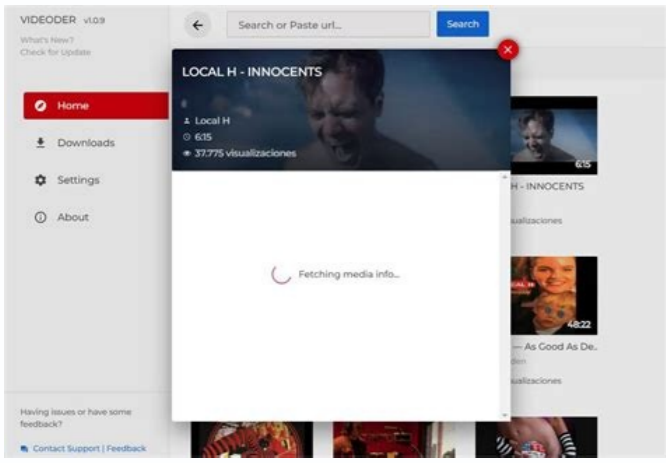 VIDEODER v1.0.9
What's New?
Check for Update
Home
Downloads
Settings
About
Having issues or have some
feedback?
Contact Support | Feedback
Search or Paste url...
Search
LOCAL H - INNOCENTS
Local H
6:15
37.775 visualizaciones
Fetching media info...
6:15
H - INNOCENTS
ualizaciones
48:22
— As Good As De..
den
ualizaciones